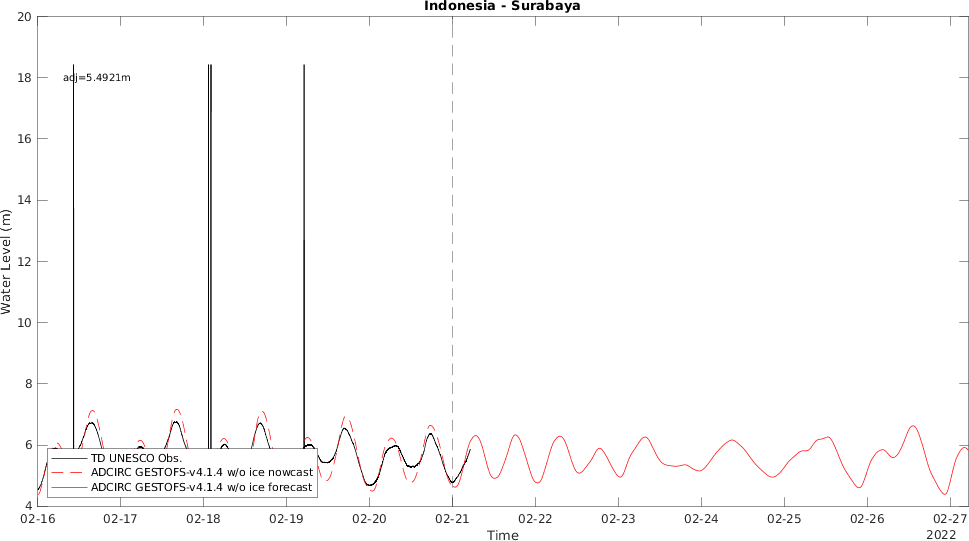 Indonesia - Surabaya
20
18
adj=5.4921m
16
14
12
10
8
6
4
Water Level (m)
TD UNESCO Obs.
ADCIRC GESTOFS-v4.1.4 w/o ice nowcast
ADCIRC GESTOFS-v4.1.4 w/o ice forecast
02-16 02-17 02-18 02-19 02-20 02-21 02-22 02-23 02-24 02-25 02-26 02-27
Time
2022